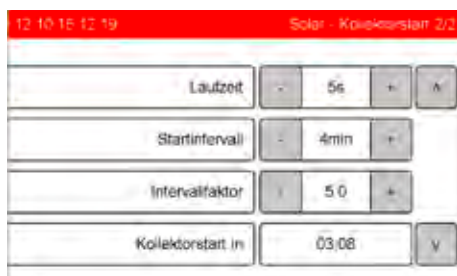 12.10.15 12:19 Solar - Kollektorstart 2/2
Laufzeit - 5s + ʌ
Startintervall - 4min +
Intervallfaktor - 5.0 +
Kollektorstart in 03:08 v